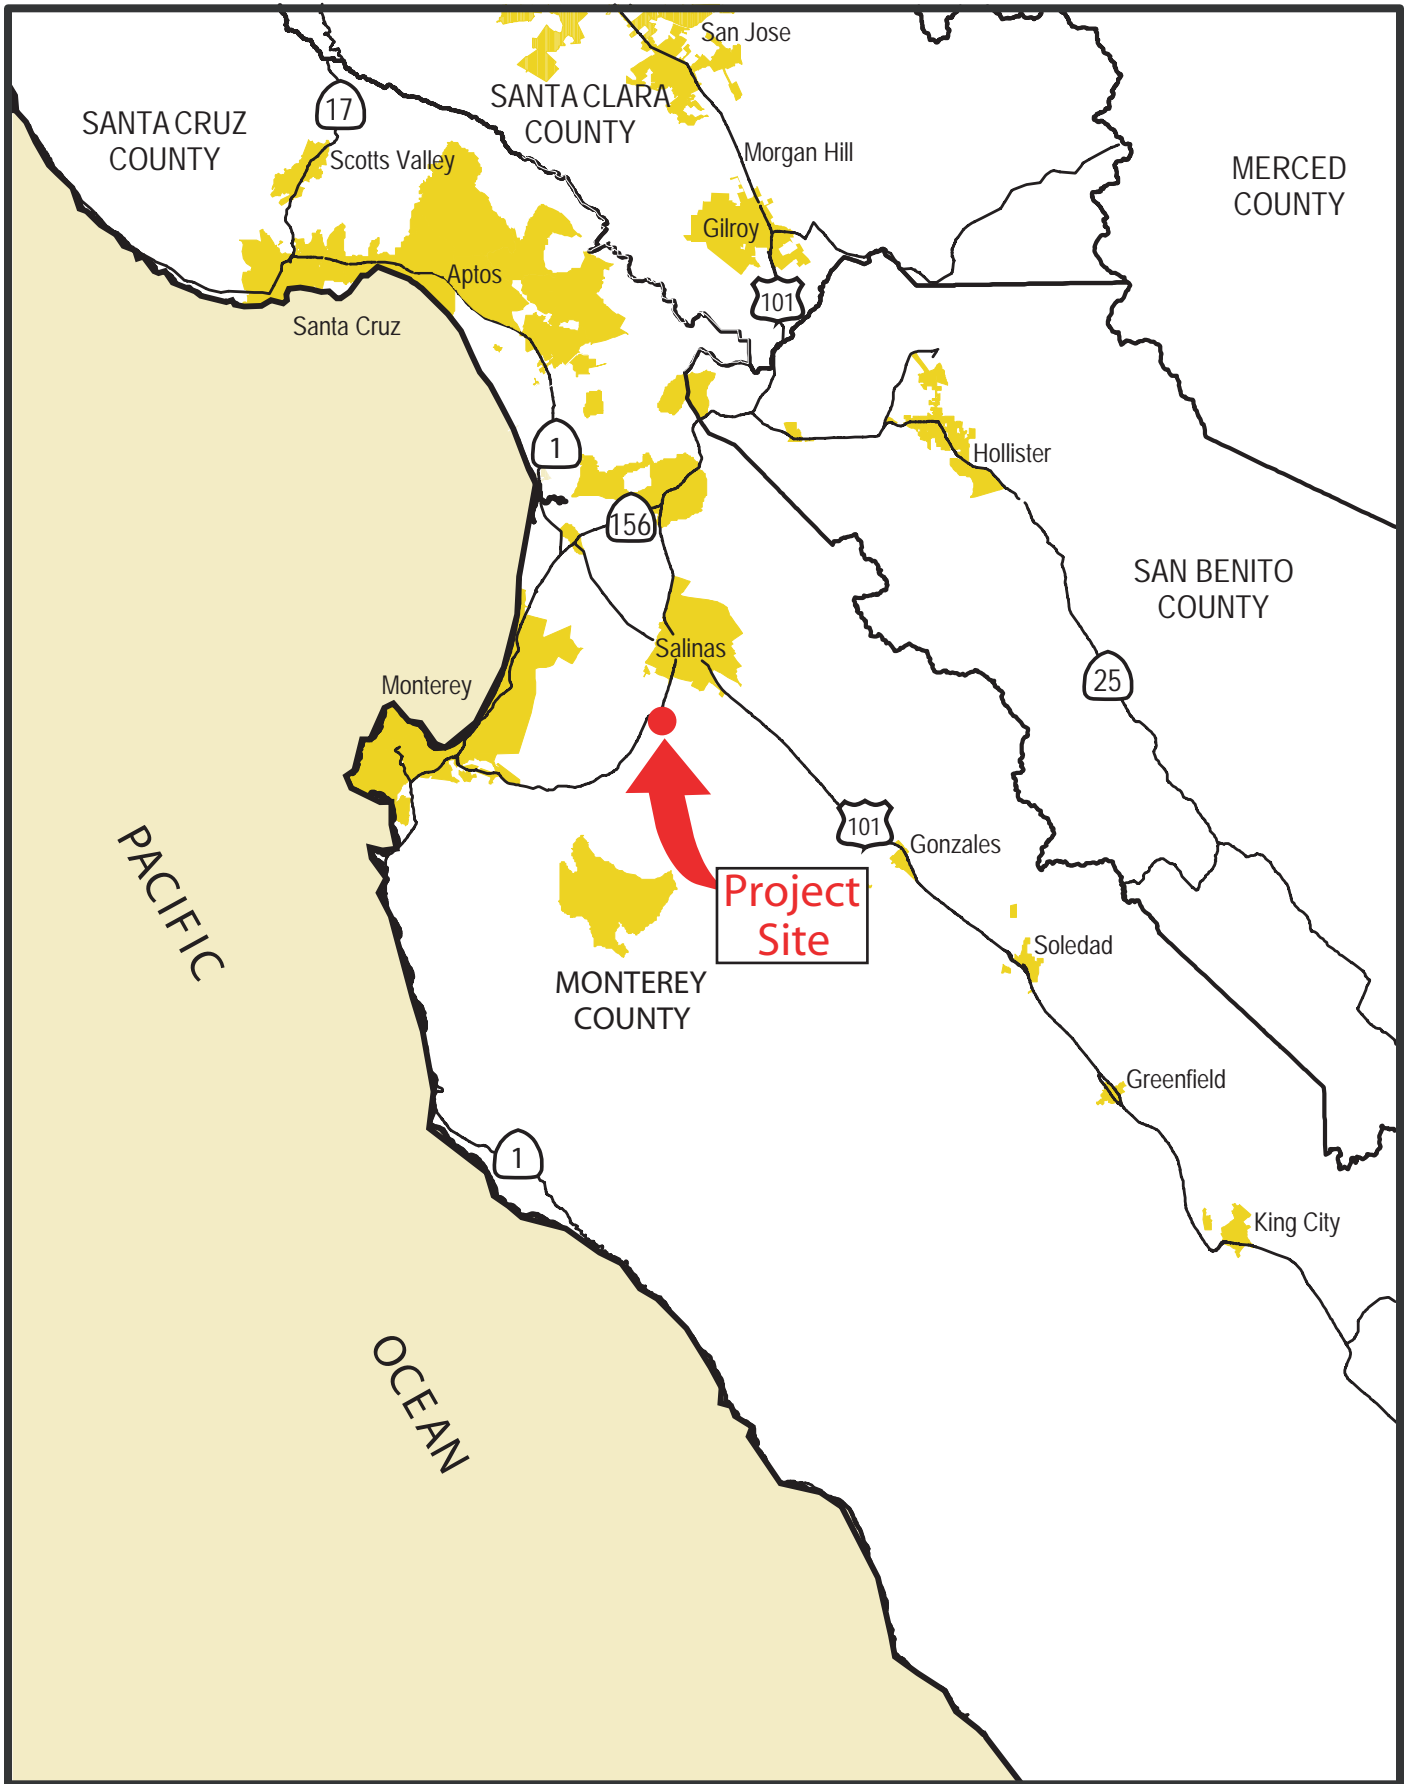 San Jose
SANTA CLARA
COUNTY
17
SANTA CRUZ
COUNTY
Scotts Valley
Morgan Hill
MERCED
COUNTY
Gilroy
Aptos
101
Santa Cruz
1
Hollister
156
SAN BENITO
COUNTY
Salinas
25
Monterey
101
Gonzales
PACIFIC
Project
Site
Soledad
MONTEREY
COUNTY
Greenfield
1
King City
OCEAN